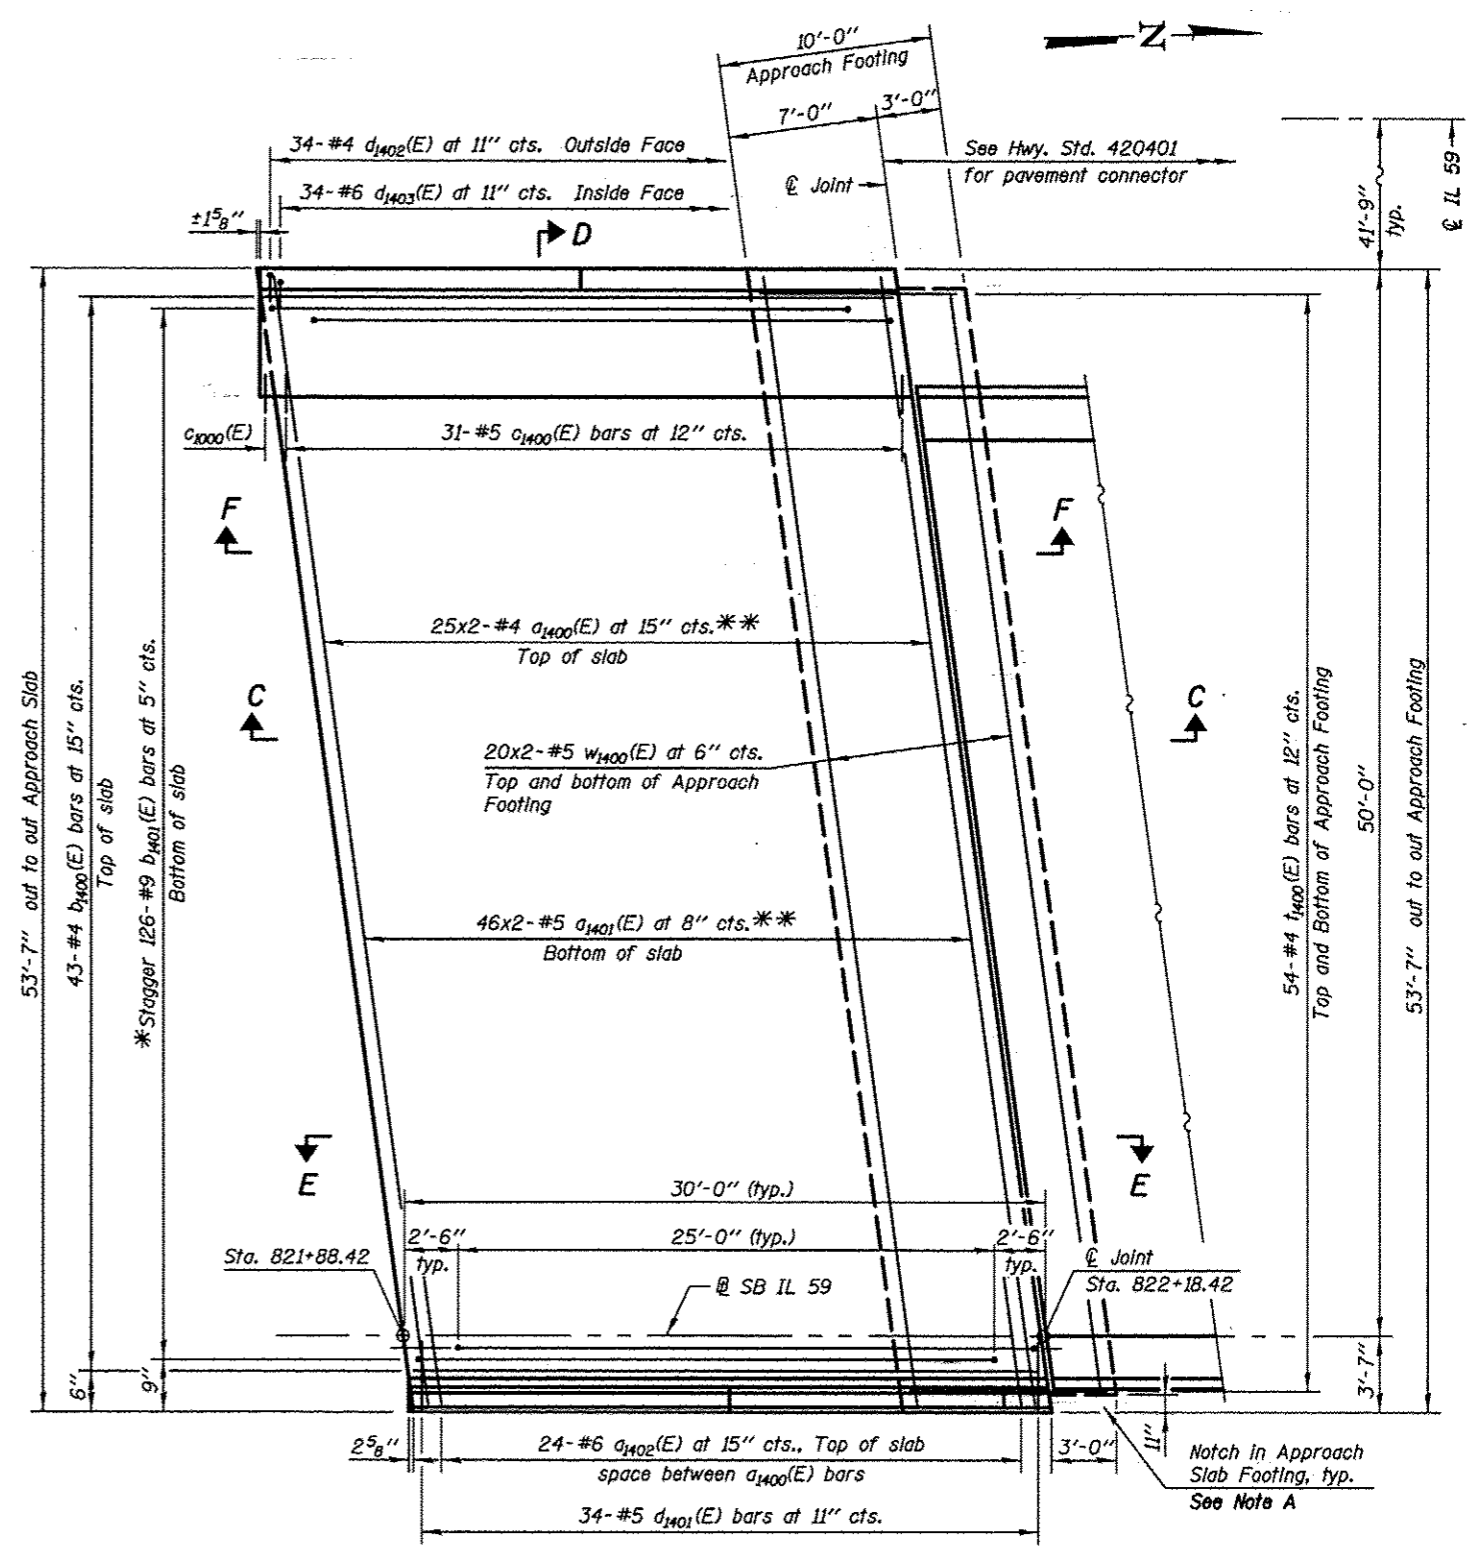 10'-0"
Approach Footing
N
7'-0"
3'-0"
34-#4 d1402(E) at 11" cts. Outside Face
See Hwy. Std. 420401
for pavement connector
℄ Joint
34-#6 d1403(E) at 11" cts. Inside Face
±1 5/8"
D
41'-9"
typ.
℄ IL 59
c1000(E)
31-#5 c1400(E) bars at 12" cts.
F
F
25x2-#4 a1400(E) at 15" cts.**
Top of slab
C
C
20x2-#5 w1400(E) at 6" cts.
Top and bottom of Approach
Footing
53'-7" out to out Approach Slab
43-#4 b1400(E) bars at 15" cts.
Top of slab
*Stagger 126-#9 b1401(E) bars at 5" cts.
Bottom of slab
46x2-#5 a1401(E) at 8" cts.**
Bottom of slab
54-#4 t1400(E) bars at 12" cts.
Top and Bottom of Approach Footing
50'-0"
53'-7" out to out Approach Footing
E
E
30'-0" (typ.)
2'-6"
typ.
25'-0" (typ.)
2'-6"
typ.
Sta. 821+88.42
℄ Joint
Sta. 822+18.42
SB IL 59
6"
9"
3'-7"
2 5/8"
24-#6 a1402(E) at 15" cts., Top of slab
space between a1400(E) bars
3'-0"
11"
Notch in Approach
Slab Footing, typ.
See Note A
34-#5 d1401(E) bars at 11" cts.